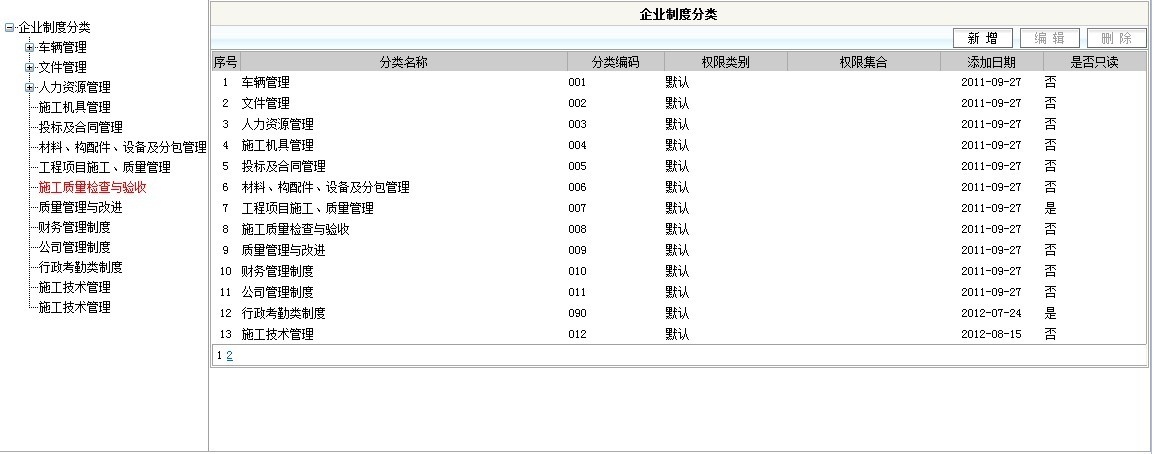 企业制度分类
车辆管理
文件管理
人力资源管理
施工机具管理
投标及合同管理
材料、构配件、设备及分包管理
工程项目施工、质量管理
施工质量检查与验收
质量管理与改进
财务管理制度
公司管理制度
行政考勤类制度
施工技术管理
施工技术管理
企业制度分类
新 增 编 辑 删 除
序号 分类名称 分类编码 权限类别 权限集合 添加日期 是否只读
1 车辆管理 001 默认 2011-09-27 否
2 文件管理 002 默认 2011-09-27 否
3 人力资源管理 003 默认 2011-09-27 否
4 施工机具管理 004 默认 2011-09-27 否
5 投标及合同管理 005 默认 2011-09-27 否
6 材料、构配件、设备及分包管理 006 默认 2011-09-27 否
7 工程项目施工、质量管理 007 默认 2011-09-27 是
8 施工质量检查与验收 008 默认 2011-09-27 否
9 质量管理与改进 009 默认 2011-09-27 否
10 财务管理制度 010 默认 2011-09-27 否
11 公司管理制度 011 默认 2011-09-27 否
12 行政考勤类制度 090 默认 2012-07-24 是
13 施工技术管理 012 默认 2012-08-15 否
1 2